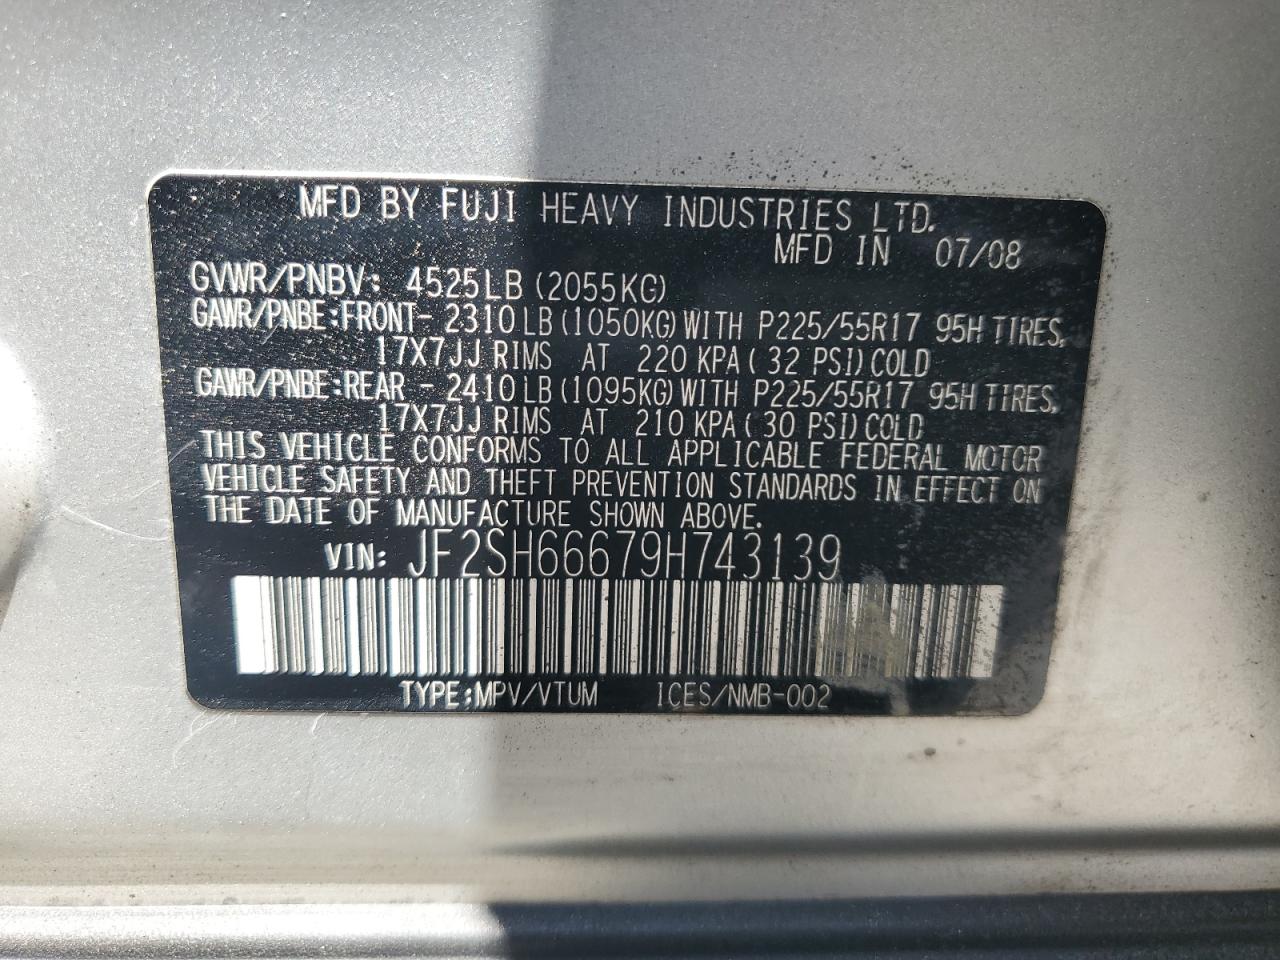 MFD BY FUJI HEAVY INDUSTRIES LTD.
MFD IN 07/08
GVWR/PNBV: 4525LB (2055KG)
GAWR/PNBE:FRONT- 2310LB(1050KG)WITH P225/55R17 95H TIRES,
17X7JJ RIMS AT 220 KPA( 32 PSI)COLD
GAWR/PNBE:REAR - 2410LB(1095KG)WITH P225/55R17 95H TIRES,
17X7JJ RIMS AT 210 KPA( 30 PSI)COLD
THIS VEHICLE CONFORMS TO ALL APPLICABLE FEDERAL MOTOR
VEHICLE SAFETY AND THEFT PREVENTION STANDARDS IN EFFECT ON
THE DATE OF MANUFACTURE SHOWN ABOVE.
VIN: JF2SH66679H743139
TYPE:MPV/VTUM ICES/NMB-002